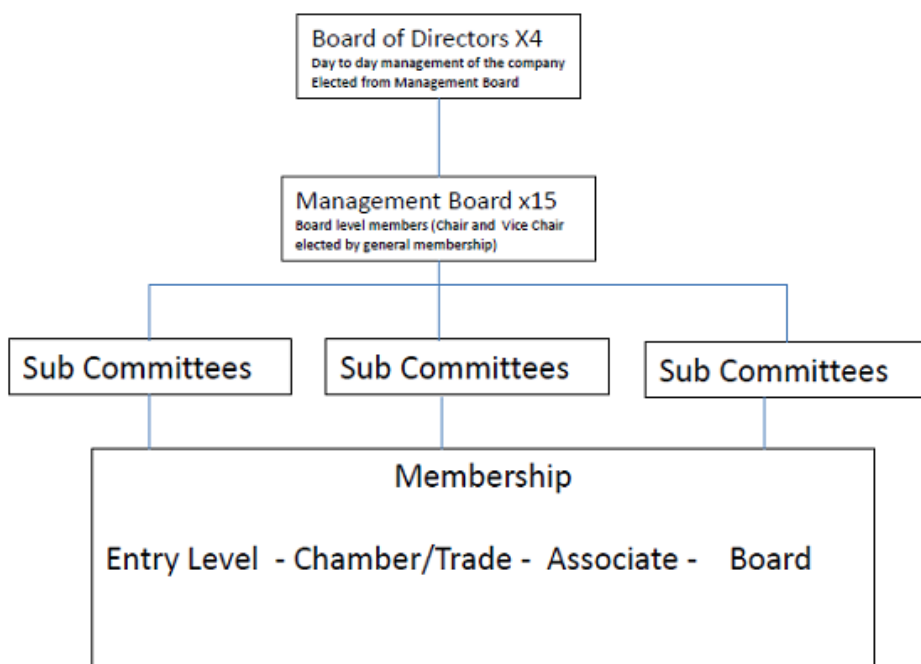 Board of Directors X4
Day to day management of the company
Elected from Management Board
Management Board x15
Board level members (Chair and Vice Chair
elected by general membership)
Sub Committees
Sub Committees
Sub Committees
Membership
Entry Level - Chamber/Trade - Associate - Board